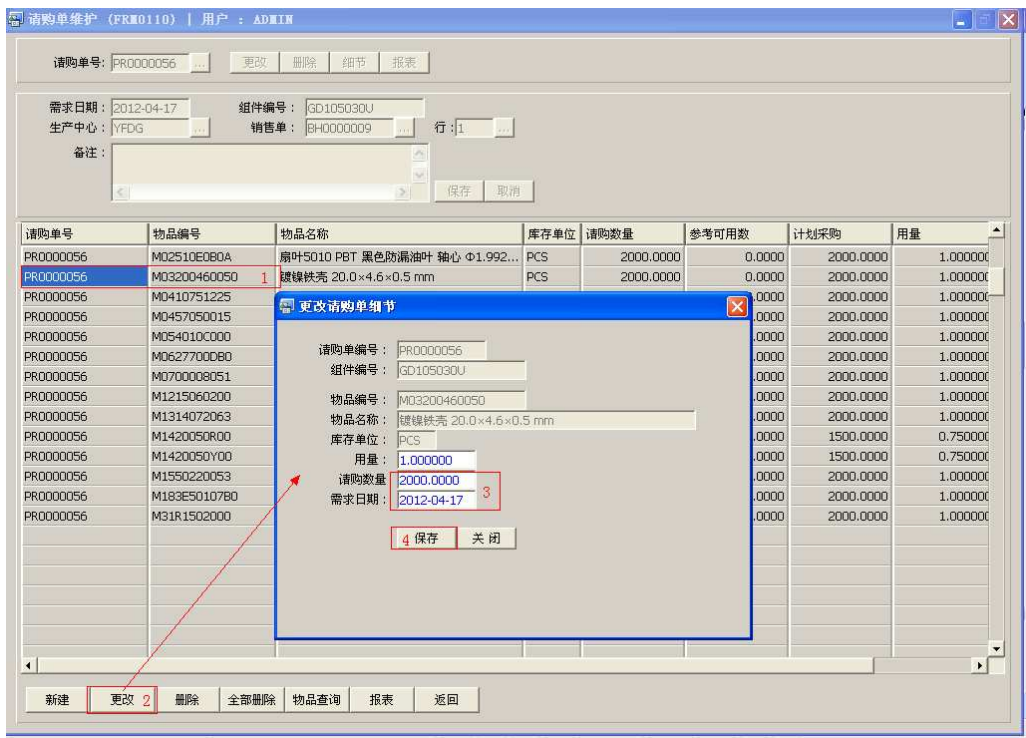 请购单维护 (FRM0110) | 用户 : ADMIN
请购单号: PR0000056 ... 更改 删除 细节 报表
需求日期: 2012-04-17 组件编号: GD105030U
生产中心: YFDG ... 销售单: BH0000009 ... 行:1 ...
备注:
保存 取消
请购单号 物品编号 物品名称 库存单位 请购数量 参考可用数 计划采购 用量
PR0000056 M02510E0B0A 扇叶5010 PBT 黑色防漏油叶 轴心 Φ1.992... PCS 2000.0000 0.0000 2000.0000 1.000000
PR0000056 M03200460050 1 镀镍铁壳 20.0×4.6×0.5 mm PCS 2000.0000 0.0000 2000.0000 1.000000
PR0000056 M0410751225 .0000 2000.0000 1.000000
PR0000056 M0457050015 .0000 2000.0000 1.000000
PR0000056 M054010C000 .0000 2000.0000 1.000000
PR0000056 M0627700DB0 .0000 2000.0000 1.000000
PR0000056 M0700008051 .0000 2000.0000 1.000000
PR0000056 M1215060200 .0000 2000.0000 1.000000
PR0000056 M1314072063 .0000 2000.0000 1.000000
PR0000056 M1420050R00 .0000 1500.0000 0.750000
PR0000056 M1420050Y00 .0000 1500.0000 0.750000
PR0000056 M1550220053 .0000 2000.0000 1.000000
PR0000056 M183E50107B0 .0000 2000.0000 1.000000
PR0000056 M31R1502000 .0000 2000.0000 1.000000
更改请购单细节
请购单编号: PR0000056
组件编号: GD105030U
物品编号: M03200460050
物品名称: 镀镍铁壳 20.0×4.6×0.5 mm
库存单位: PCS
用量: 1.000000
请购数量 2000.0000
需求日期: 2012-04-17 3
4 保存 关闭
新建 更改 2 删除 全部删除 物品查询 报表 返回